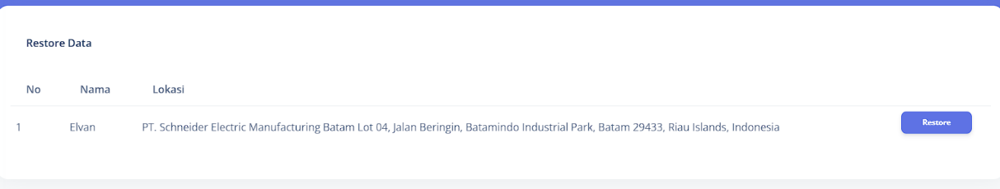 Restore Data
No Nama Lokasi
1 Elvan PT. Schneider Electric Manufacturing Batam Lot 04, Jalan Beringin, Batamindo Industrial Park, Batam 29433, Riau Islands, Indonesia Restore